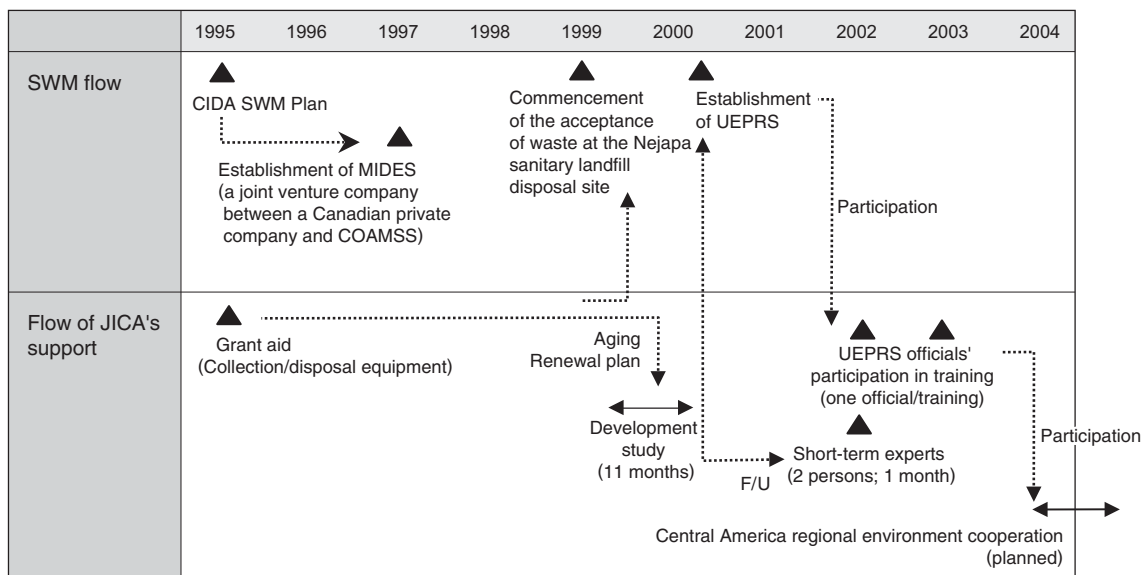 1995 1996 1997 1998 1999 2000 2001 2002 2003 2004
SWM flow
CIDA SWM Plan
Establishment of MIDES
(a joint venture company
between a Canadian private
company and COAMSS)
Commencement
of the acceptance
of waste at the Nejapa
sanitary landfill
disposal site
Establishment
of UEPRS
Participation
Flow of JICA's
support
Grant aid
(Collection/disposal equipment)
Aging
Renewal plan
Development
study
(11 months)
F/U
UEPRS officials'
participation in training
(one official/training)
Short-term experts
(2 persons; 1 month)
Participation
Central America regional environment cooperation
(planned)